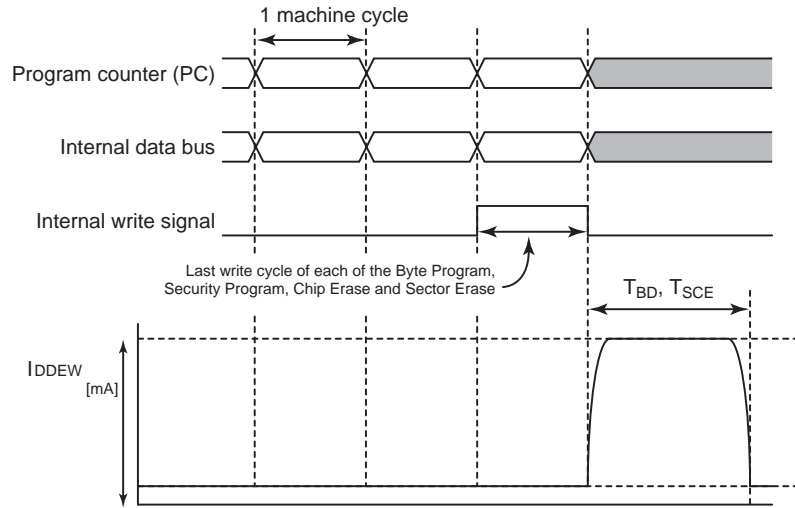 1 machine cycle
Program counter (PC)
Internal data bus
Internal write signal
Last write cycle of each of the Byte Program,
Security Program, Chip Erase and Sector Erase
TBD, TSCE
IDDEW
[mA]